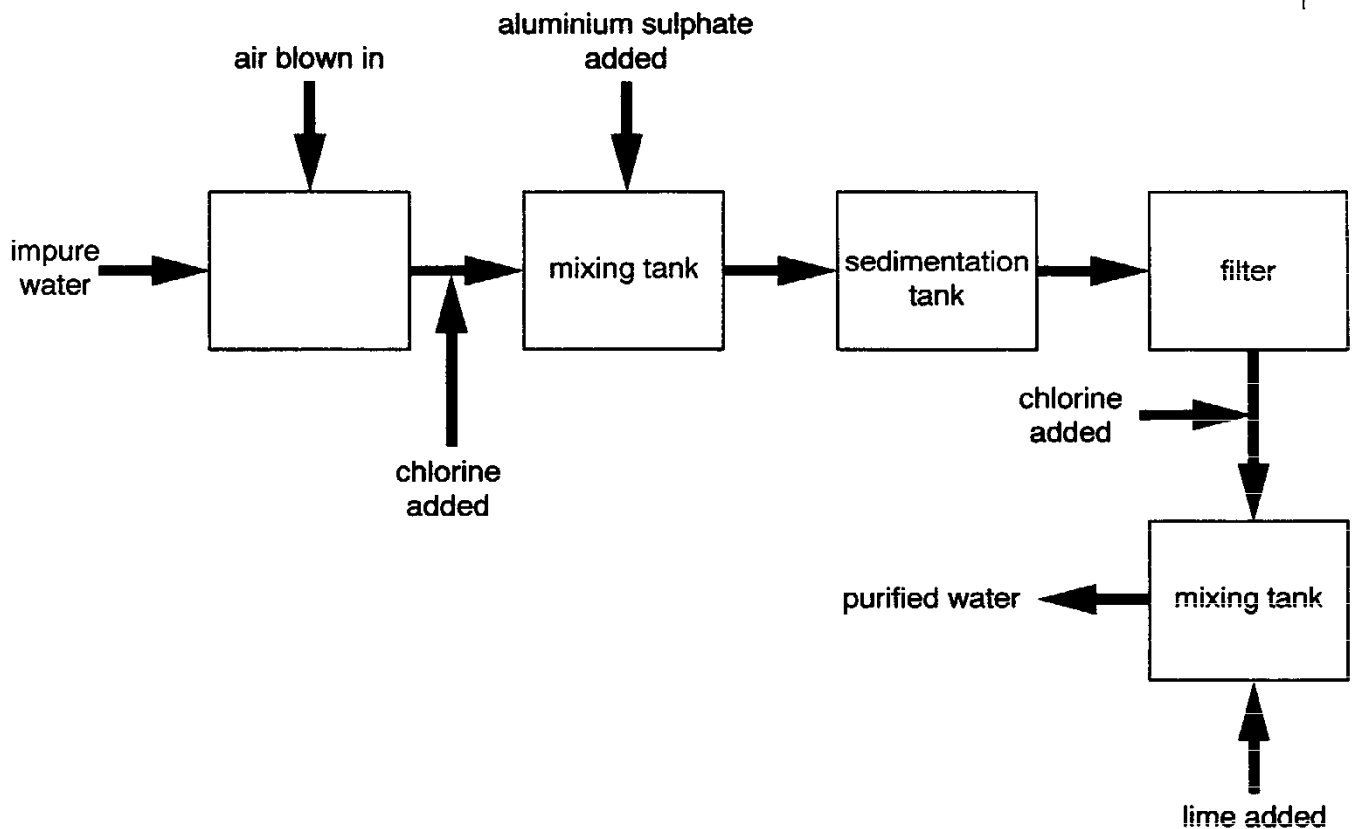 aluminium sulphate
added
air blown in
impure
water
mixing tank
sedimentation
tank
filter
chlorine
added
chlorine
added
purified water
mixing tank
lime added